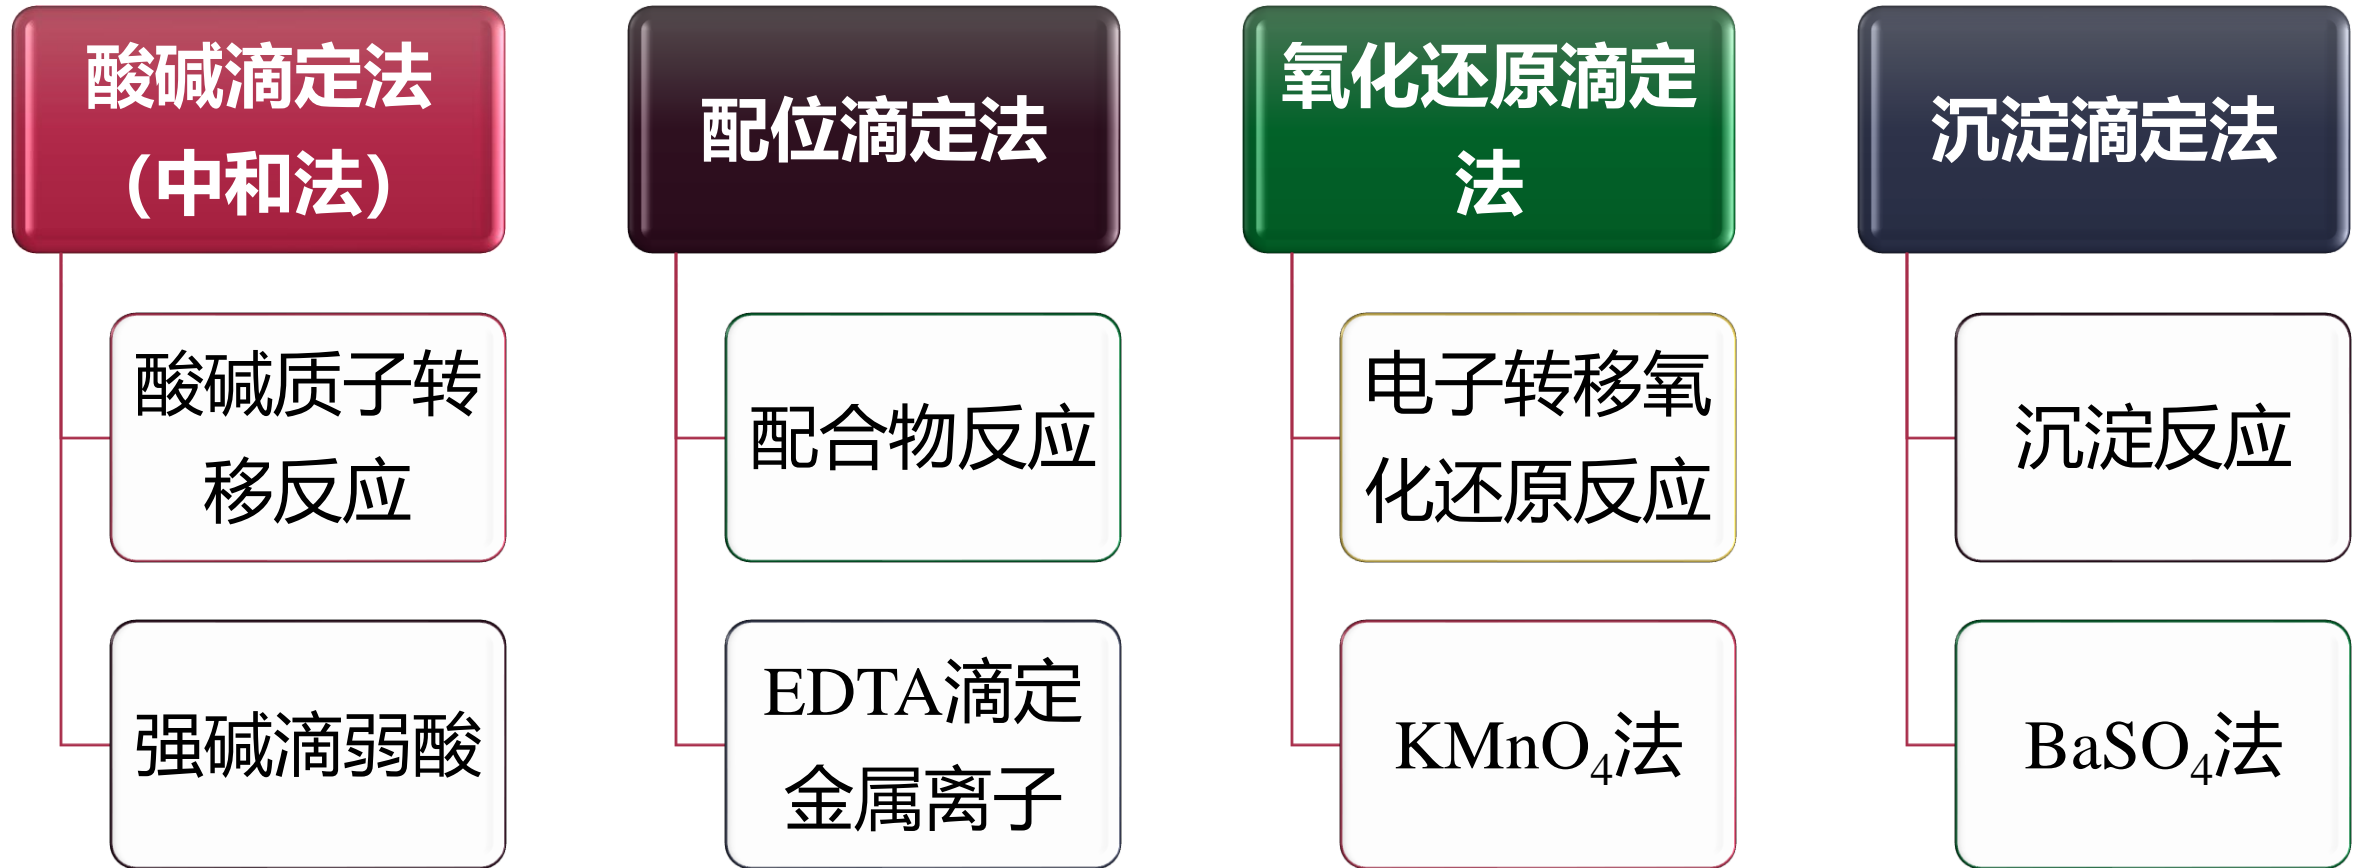 酸碱滴定法
(中和法)
酸碱质子转
移反应
强碱滴弱酸
配位滴定法
配合物反应
EDTA滴定
金属离子
氧化还原滴定
法
电子转移氧
化还原反应
KMnO₄法
沉淀滴定法
沉淀反应
BaSO₄法